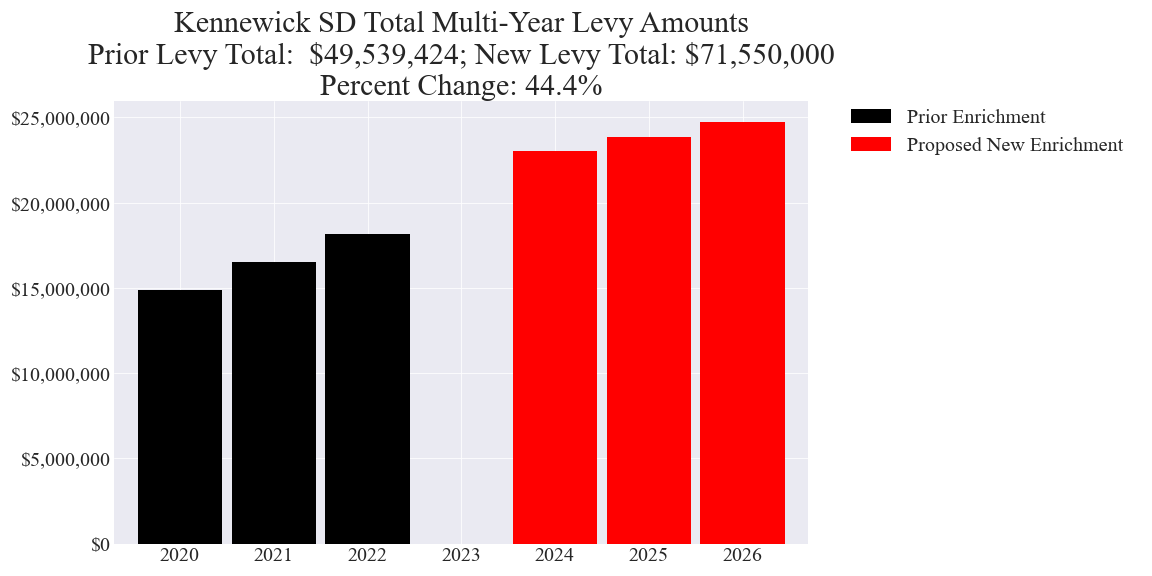 Kennewick SD Total Multi-Year Levy Amounts
Prior Levy Total:  $49,539,424; New Levy Total: $71,550,000
Percent Change: 44.4%
$25,000,000
$20,000,000
$15,000,000
$10,000,000
$5,000,000
$0
2020 2021 2022 2023 2024 2025 2026
Prior Enrichment
Proposed New Enrichment